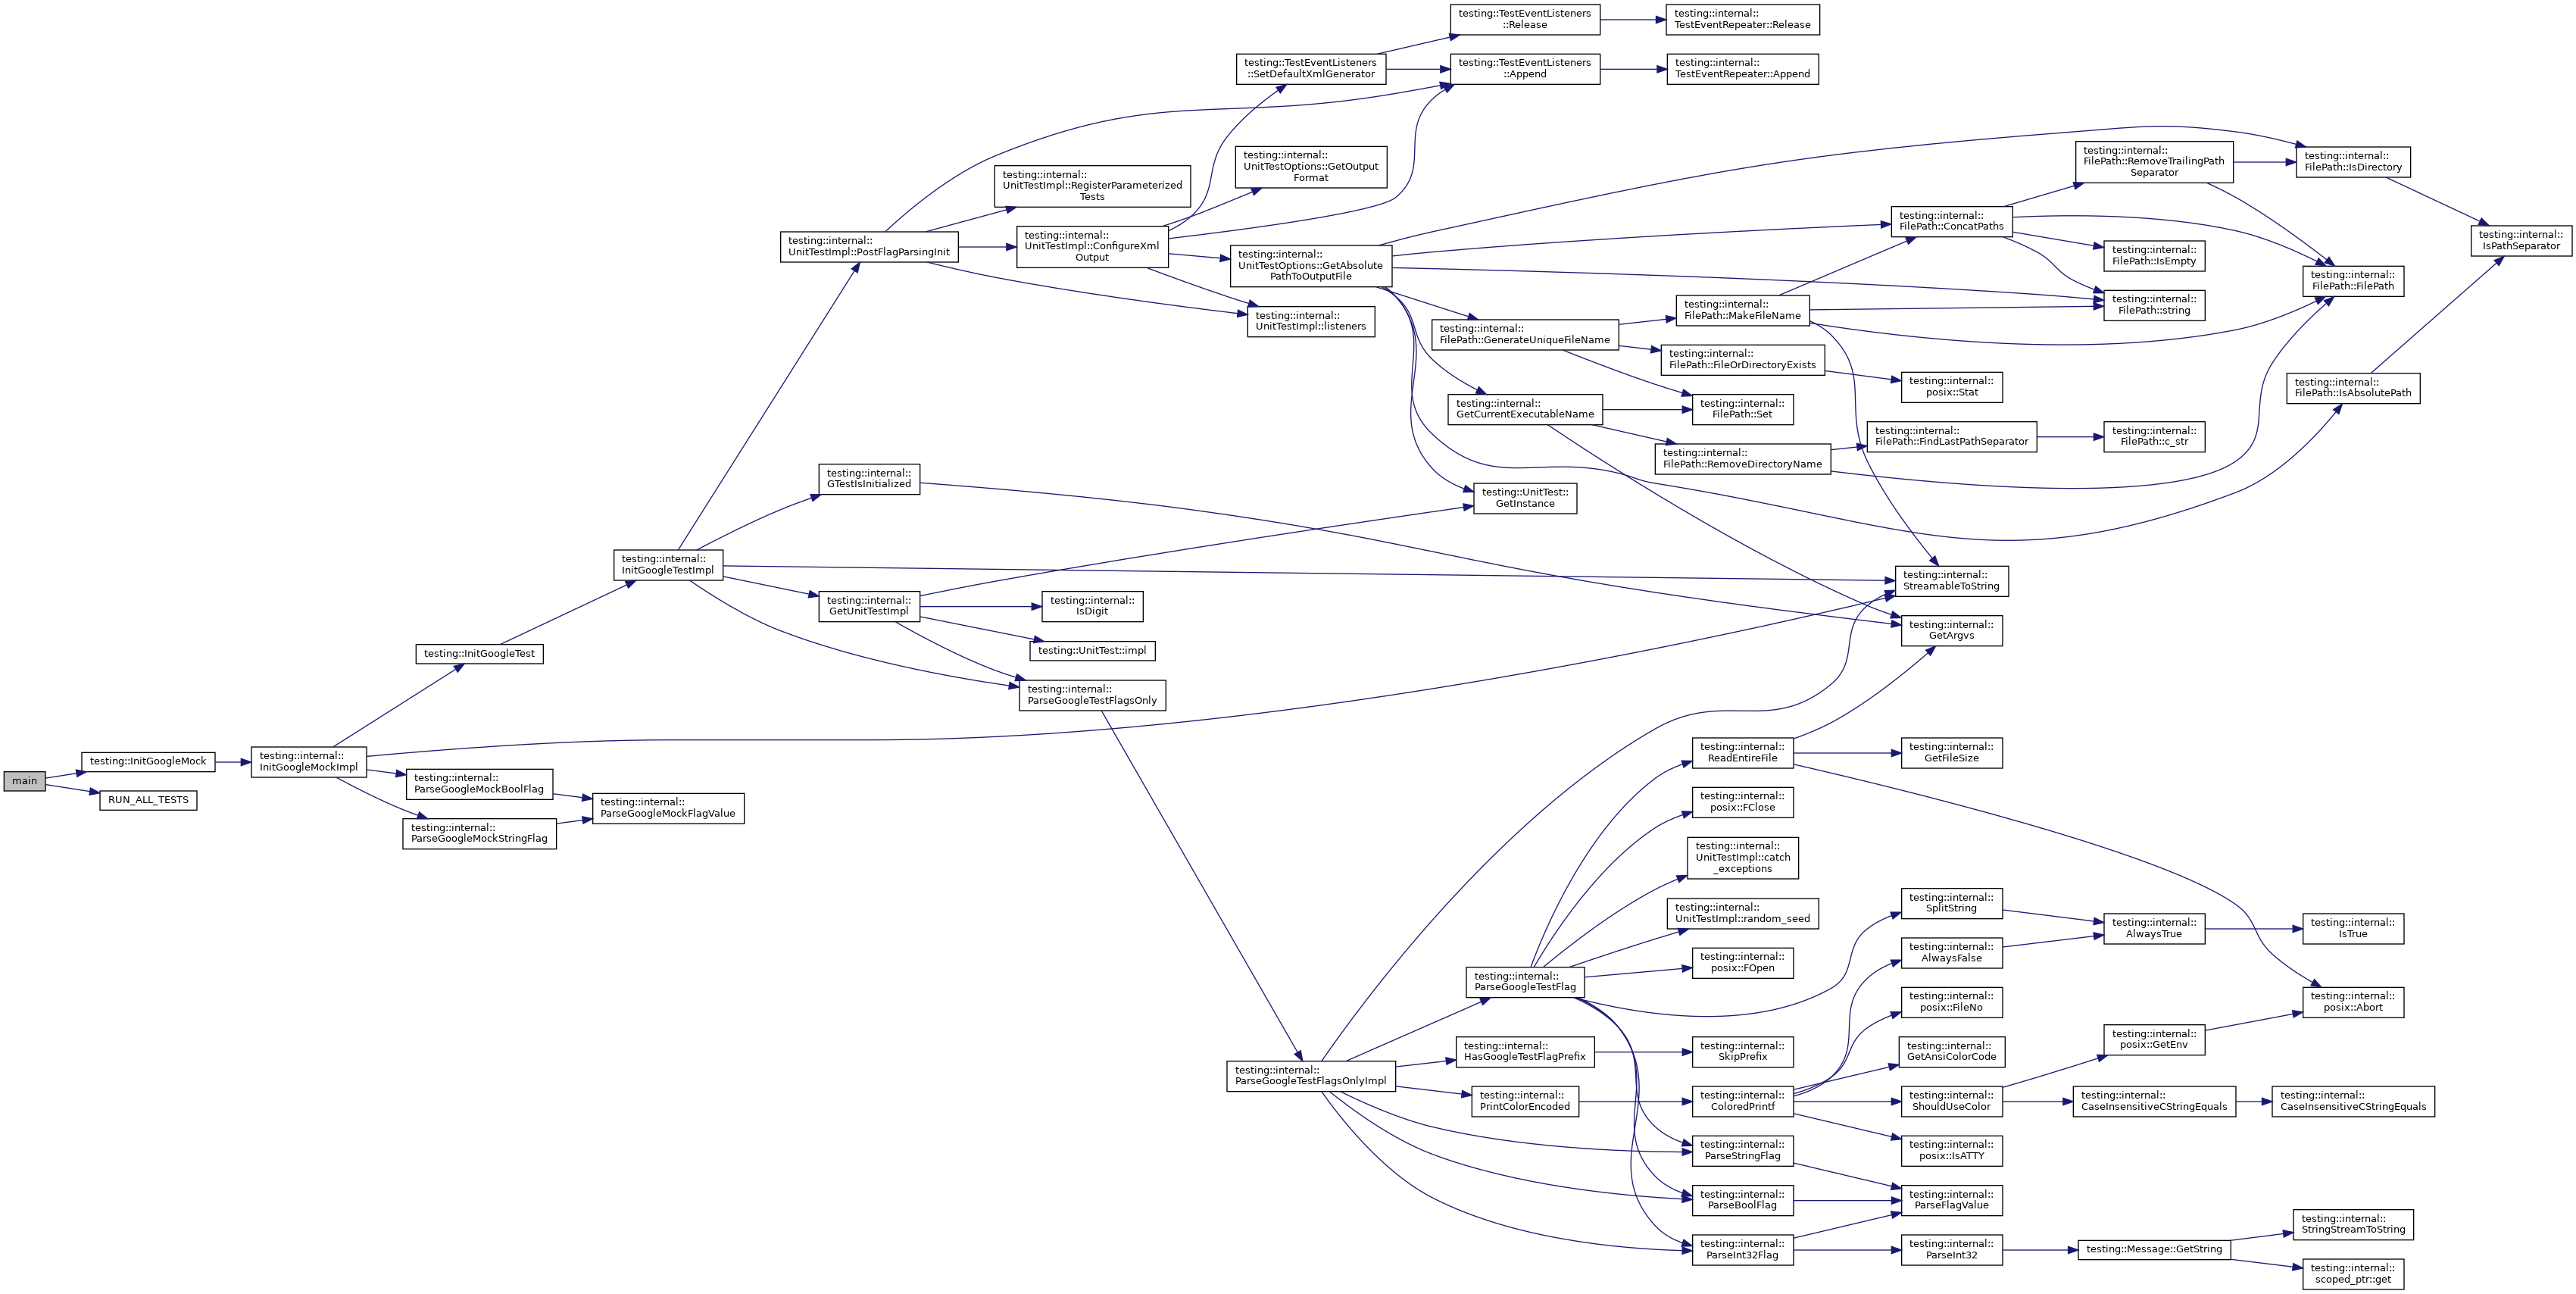 main
testing::InitGoogleMock
RUN_ALL_TESTS
testing::internal::
InitGoogleMockImpl
testing::InitGoogleTest
testing::internal::
ParseGoogleMockBoolFlag
testing::internal::
ParseGoogleMockStringFlag
testing::internal::
ParseGoogleMockFlagValue
testing::internal::
InitGoogleTestImpl
testing::internal::
UnitTestImpl::PostFlagParsingInit
testing::internal::
GTestIsInitialized
testing::internal::
GetUnitTestImpl
testing::internal::
UnitTestImpl::RegisterParameterized
Tests
testing::internal::
UnitTestImpl::ConfigureXml
Output
testing::internal::
IsDigit
testing::UnitTest::impl
testing::internal::
ParseGoogleTestFlagsOnly
testing::TestEventListeners
::SetDefaultXmlGenerator
testing::internal::
UnitTestOptions::GetOutput
Format
testing::internal::
UnitTestOptions::GetAbsolute
PathToOutputFile
testing::internal::
UnitTestImpl::listeners
testing::internal::
ParseGoogleTestFlagsOnlyImpl
testing::TestEventListeners
::Release
testing::TestEventListeners
::Append
testing::internal::
FilePath::GenerateUniqueFileName
testing::internal::
GetCurrentExecutableName
testing::UnitTest::
GetInstance
testing::internal::
ParseGoogleTestFlag
testing::internal::
HasGoogleTestFlagPrefix
testing::internal::
PrintColorEncoded
testing::internal::
TestEventRepeater::Release
testing::internal::
TestEventRepeater::Append
testing::internal::
FilePath::MakeFileName
testing::internal::
FilePath::FileOrDirectoryExists
testing::internal::
FilePath::Set
testing::internal::
FilePath::RemoveDirectoryName
testing::internal::
ReadEntireFile
testing::internal::
posix::FClose
testing::internal::
UnitTestImpl::catch
_exceptions
testing::internal::
UnitTestImpl::random_seed
testing::internal::
posix::FOpen
testing::internal::
SkipPrefix
testing::internal::
ColoredPrintf
testing::internal::
ParseStringFlag
testing::internal::
ParseBoolFlag
testing::internal::
ParseInt32Flag
testing::internal::
FilePath::ConcatPaths
testing::internal::
posix::Stat
testing::internal::
FilePath::FindLastPathSeparator
testing::internal::
StreamableToString
testing::internal::
GetArgvs
testing::internal::
GetFileSize
testing::internal::
SplitString
testing::internal::
AlwaysFalse
testing::internal::
posix::FileNo
testing::internal::
GetAnsiColorCode
testing::internal::
ShouldUseColor
testing::internal::
posix::IsATTY
testing::internal::
ParseFlagValue
testing::internal::
ParseInt32
testing::internal::
FilePath::RemoveTrailingPath
Separator
testing::internal::
FilePath::IsEmpty
testing::internal::
FilePath::string
testing::internal::
FilePath::c_str
testing::internal::
AlwaysTrue
testing::internal::
posix::GetEnv
testing::internal::
CaseInsensitiveCStringEquals
testing::Message::GetString
testing::internal::
FilePath::IsDirectory
testing::internal::
FilePath::FilePath
testing::internal::
FilePath::IsAbsolutePath
testing::internal::
IsTrue
testing::internal::
posix::Abort
testing::internal::
CaseInsensitiveCStringEquals
testing::internal::
StringStreamToString
testing::internal::
scoped_ptr::get
testing::internal::
IsPathSeparator